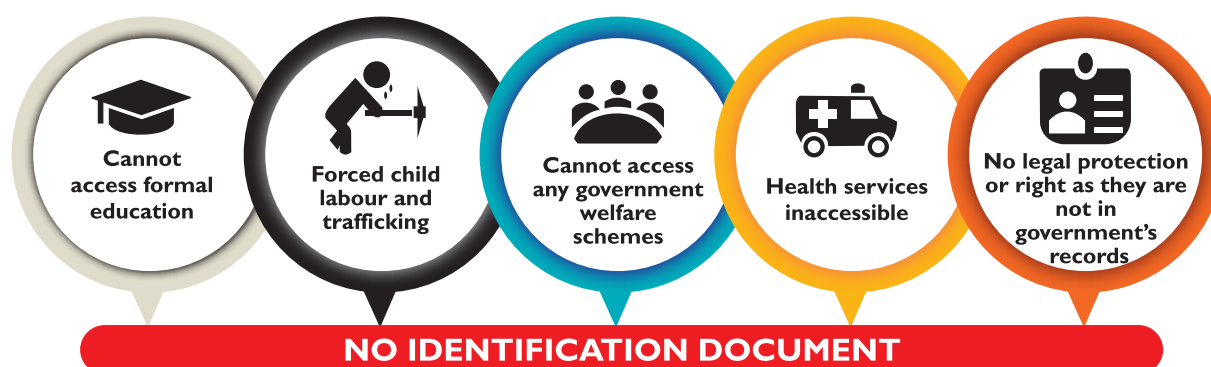 Cannot
access formal
education
Forced child
labour and
trafficking
Cannot access
any government
welfare
schemes
Health services
inaccessible
No legal protection
or right as they are
not in
government's
records
NO IDENTIFICATION DOCUMENT